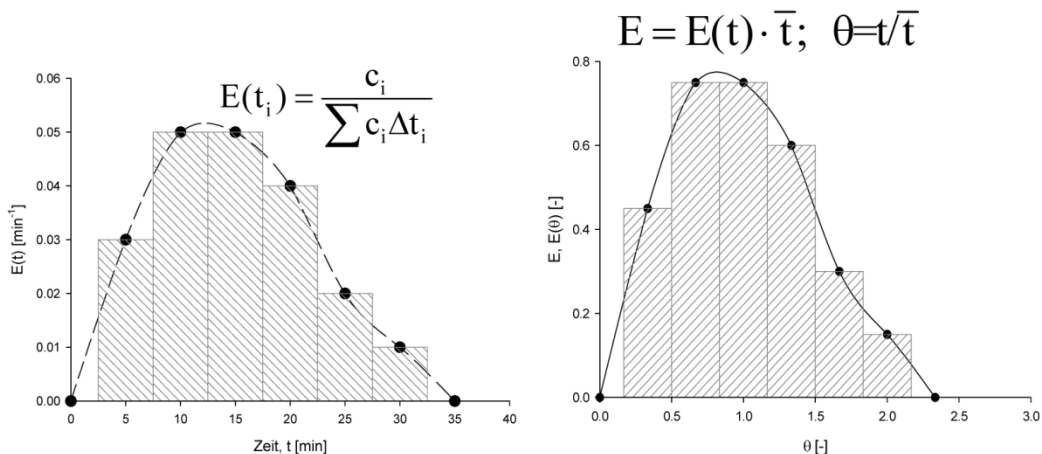 E(t_i) = c_i / ∑ c_i Δt_i
0.06
0.05
0.04
0.03
0.02
0.01
0.00
E(t) [min⁻¹]
0 5 10 15 20 25 30 35 40
Zeit, t [min]
E = E(t) · t̅; θ=t/t̅
0.8
0.6
0.4
0.2
0.0
E, E(θ) [-]
0.0 0.5 1.0 1.5 2.0 2.5 3.0
θ [-]